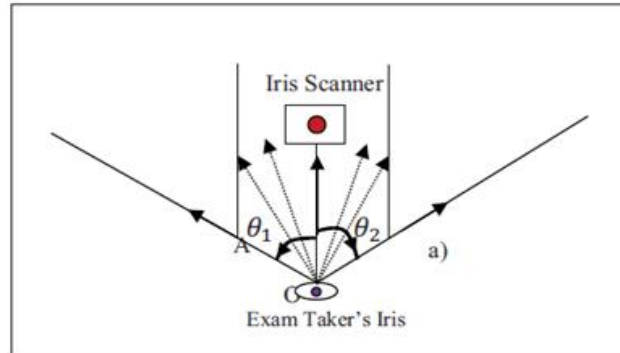 Iris Scanner
θ₁ θ₂
A
a)
Exam Taker's Iris